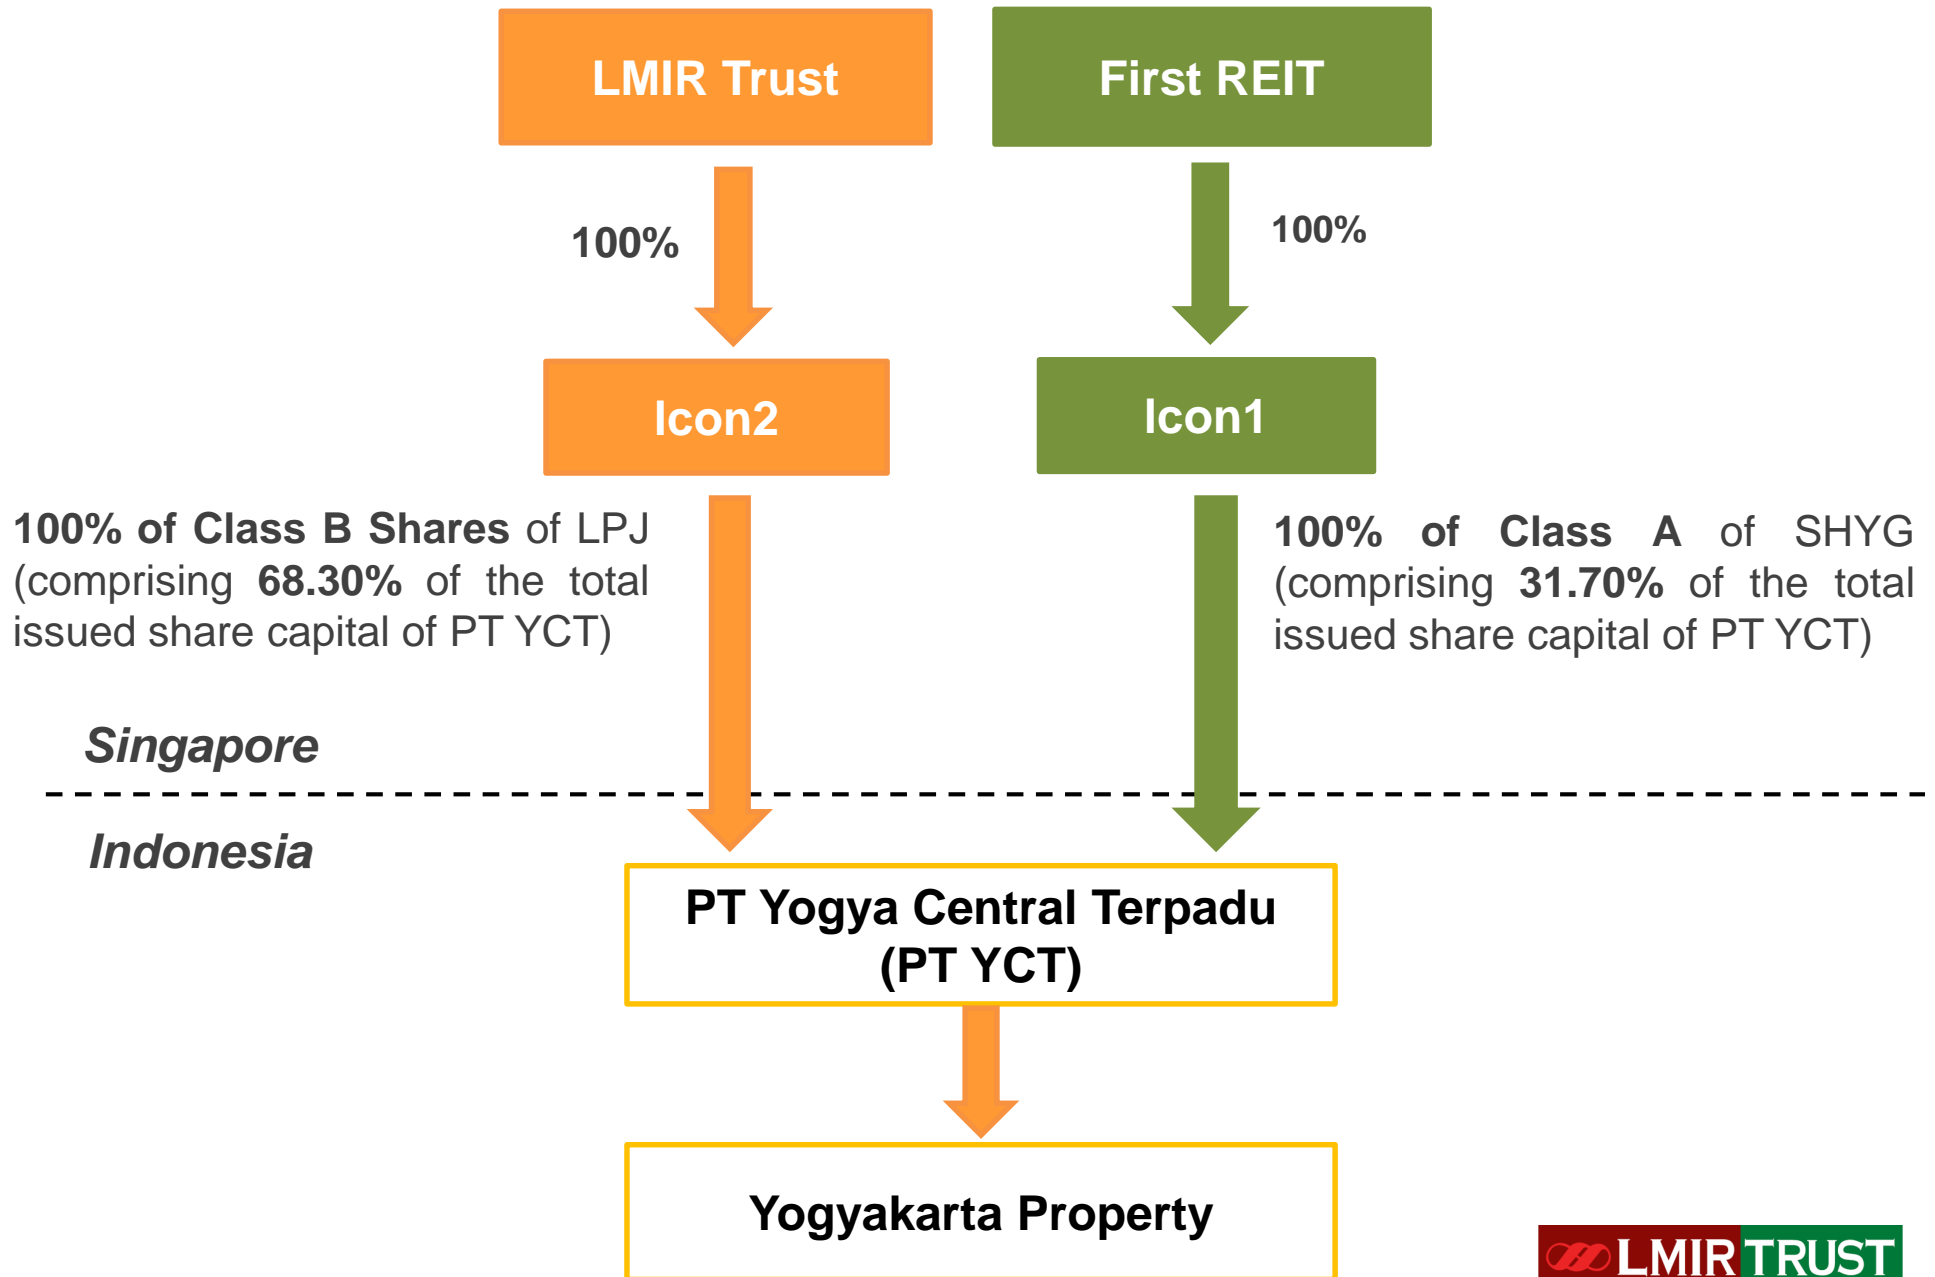 LMIR Trust
First REIT
100%
100%
Icon2
Icon1
100% of Class B Shares of LPJ
(comprising 68.30% of the total
issued share capital of PT YCT)
100% of Class A of SHYG
(comprising 31.70% of the total
issued share capital of PT YCT)
Singapore
Indonesia
PT Yogya Central Terpadu
(PT YCT)
Yogyakarta Property
LMIR TRUST